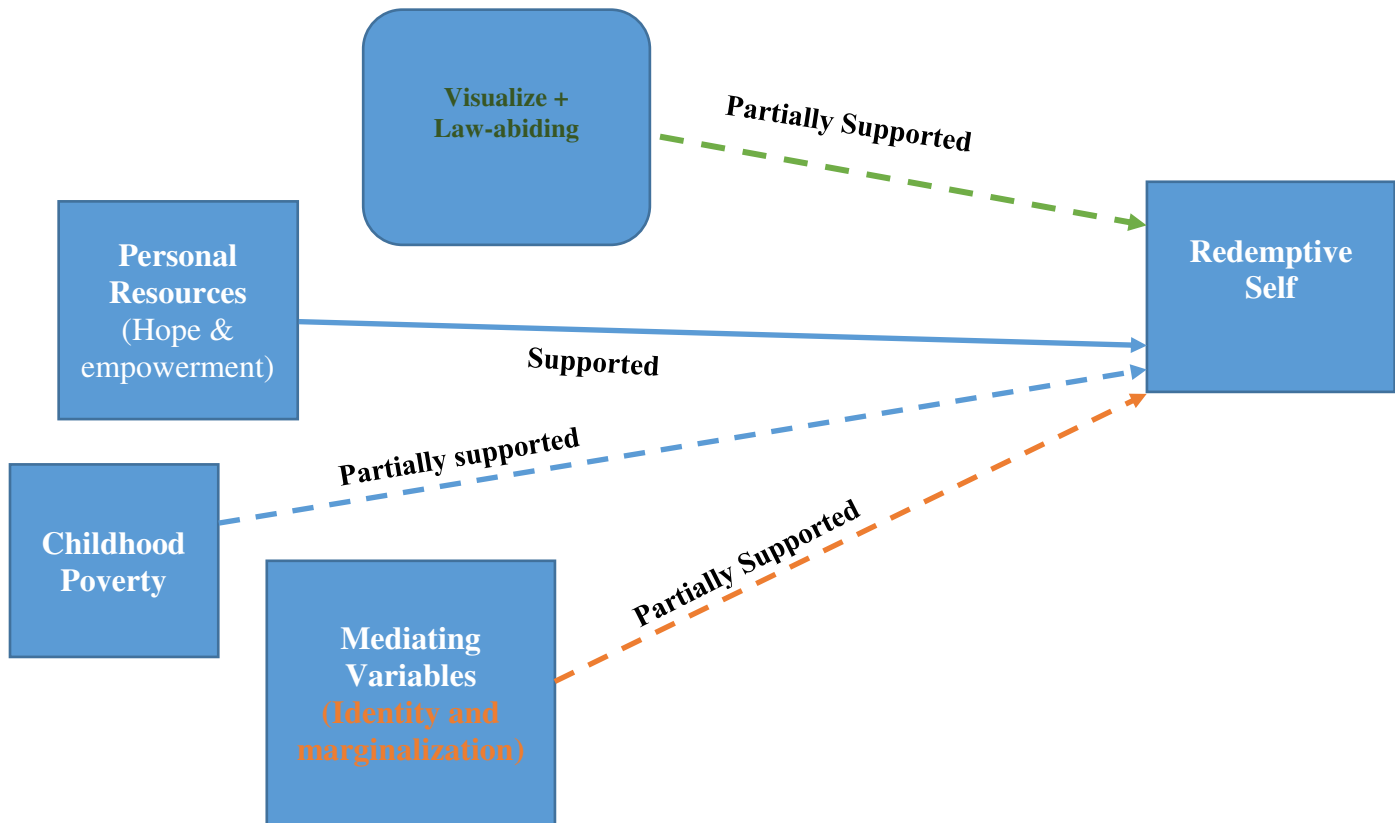 Visualize +
Law-abiding
Partially Supported
Redemptive
Self
Personal
Resources
(Hope &
empowerment)
Supported
Partially supported
Childhood
Poverty
Partially Supported
Mediating
Variables
(Identity and
marginalization)